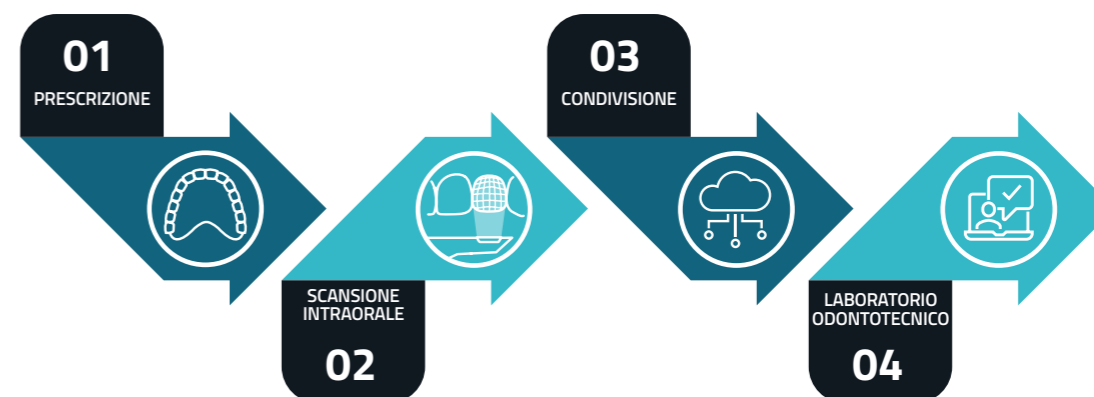 01
PRESCRIZIONE
SCANSIONE
INTRAORALE
02
03
CONDIVISIONE
LABORATORIO
ODONTOTECNICO
04